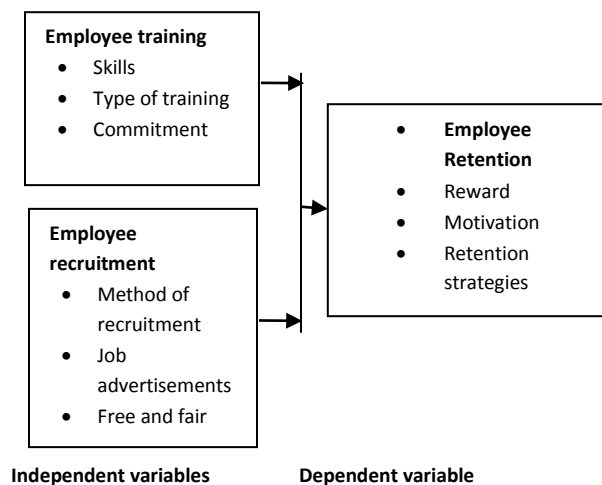 Employee training
• Skills
• Type of training
• Commitment
Employee
recruitment
• Method of
recruitment
• Job
advertisements
• Free and fair
• Employee
Retention
• Reward
• Motivation
• Retention
strategies
Independent variables
Dependent variable